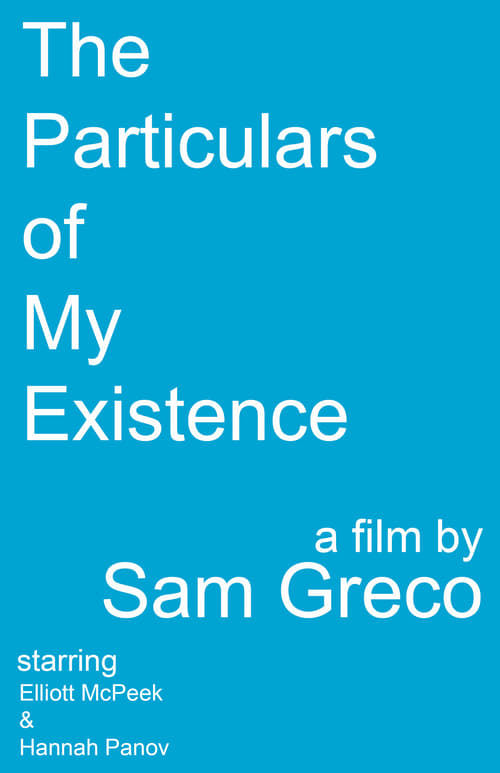 The
Particulars
of
My
Existence
a film by
Sam Greco
starring
Elliott McPeek
&
Hannah Panov